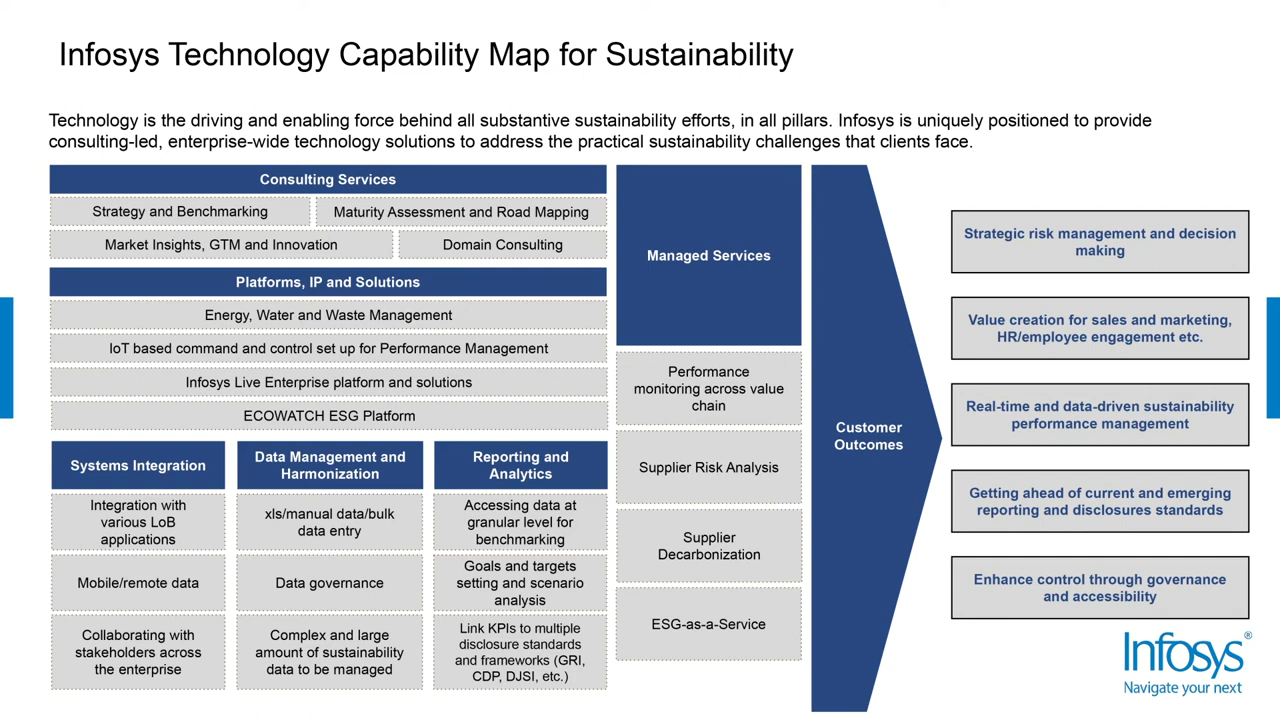 Infosys Technology Capability Map for Sustainability
Technology is the driving and enabling force behind all substantive sustainability efforts, in all pillars. Infosys is uniquely positioned to provide
consulting-led, enterprise-wide technology solutions to address the practical sustainability challenges that clients face.
Consulting Services
Strategy and Benchmarking
Maturity Assessment and Road Mapping
Market Insights, GTM and Innovation
Domain Consulting
Platforms, IP and Solutions
Energy, Water and Waste Management
IoT based command and control set up for Performance Management
Infosys Live Enterprise platform and solutions
ECOWATCH ESG Platform
Systems Integration
Integration with
various LoB
applications
Mobile/remote data
Collaborating with
stakeholders across
the enterprise
Data Management and
Harmonization
xls/manual data/bulk
data entry
Data governance
Complex and large
amount of sustainability
data to be managed
Reporting and
Analytics
Accessing data at
granular level for
benchmarking
Goals and targets
setting and scenario
analysis
Link KPIs to multiple
disclosure standards
and frameworks (GRI,
CDP, DJSI, etc.)
Managed Services
Performance
monitoring across value
chain
Supplier Risk Analysis
Supplier
Decarbonization
ESG-as-a-Service
Customer
Outcomes
Strategic risk management and decision
making
Value creation for sales and marketing,
HR/employee engagement etc.
Real-time and data-driven sustainability
performance management
Getting ahead of current and emerging
reporting and disclosures standards
Enhance control through governance
and accessibility
Infosys®
Navigate your next